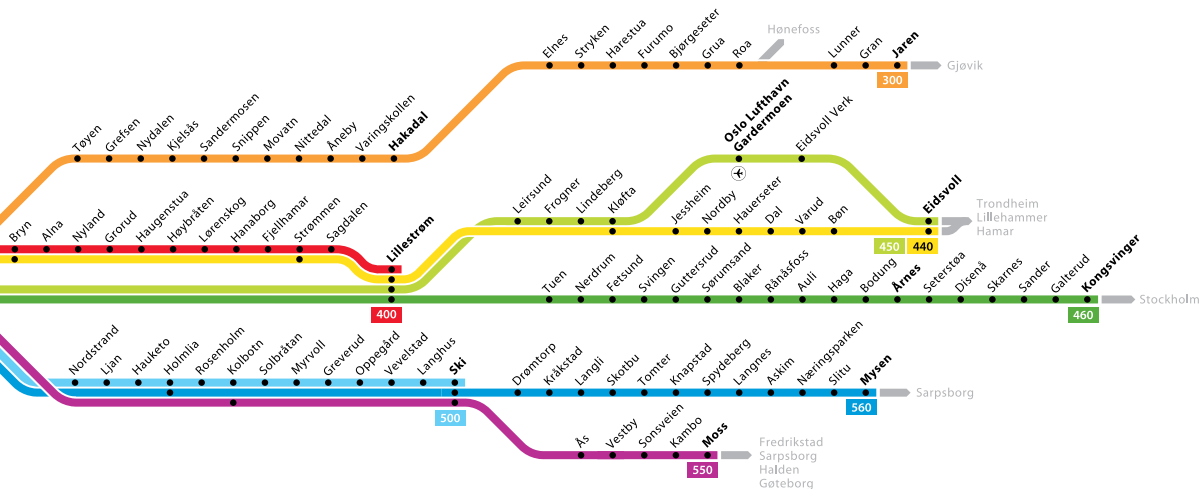 Hønefoss
Elnes
Stryken
Harestua
Furumo
Bjørgeseter
Grua
Roa
Lunner
Gran
Jaren
Gjøvik
300
Tøyen
Grefsen
Nydalen
Kjelsås
Sandermosen
Snippen
Movatn
Nittedal
Åneby
Varingskollen
Hakadal
Oslo Lufthavn
Gardermoen
Eidsvoll Verk
Leirsund
Frogner
Lindeberg
Kløfta
Jessheim
Nordby
Hauerseter
Dal
Varud
Bøn
Eidsvoll
Trondheim
Lillehammer
Hamar
450
440
Bryn
Alna
Nyland
Grorud
Haugenstua
Høybråten
Lørenskog
Hanaborg
Fjellhamar
Strømmen
Sagdalen
Lillestrøm
400
Tuen
Nerdrum
Fetsund
Svingen
Guttersrud
Sørumsand
Blaker
Rånåsfoss
Auli
Haga
Bodung
Årnes
Seterstøa
Disenå
Skarnes
Sander
Galterud
Kongsvinger
Stockholm
460
Nordstrand
Ljan
Hauketo
Holmlia
Rosenholm
Kolbotn
Solbråtan
Myrvoll
Greverud
Oppegård
Vevelstad
Langhus
Ski
500
Drømtorp
Kråkstad
Langli
Skotbu
Tomter
Knapstad
Spydeberg
Langnes
Askim
Næringsparken
Slitu
Mysen
Sarpsborg
560
Ås
Vestby
Sonsveien
Kambo
Moss
550
Fredrikstad
Sarpsborg
Halden
Gøteborg